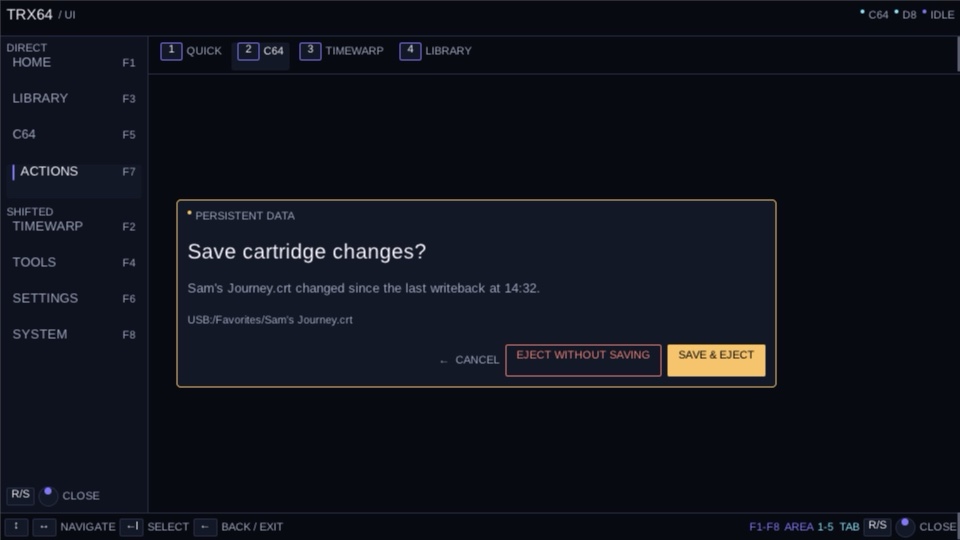 TRX64 / UI
C64 D8 IDLE
DIRECT
HOME F1
LIBRARY F3
C64 F5
ACTIONS F7
SHIFTED
TIMEWARP F2
TOOLS F4
SETTINGS F6
SYSTEM F8
R/S CLOSE
1 QUICK 2 C64 3 TIMEWARP 4 LIBRARY
PERSISTENT DATA
Save cartridge changes?
Sam's Journey.crt changed since the last writeback at 14:32.
USB:/Favorites/Sam's Journey.crt
← CANCEL EJECT WITHOUT SAVING SAVE & EJECT
↕ ↔ NAVIGATE ←I SELECT ← BACK / EXIT
F1-F8 AREA 1-5 TAB R/S CLOSE